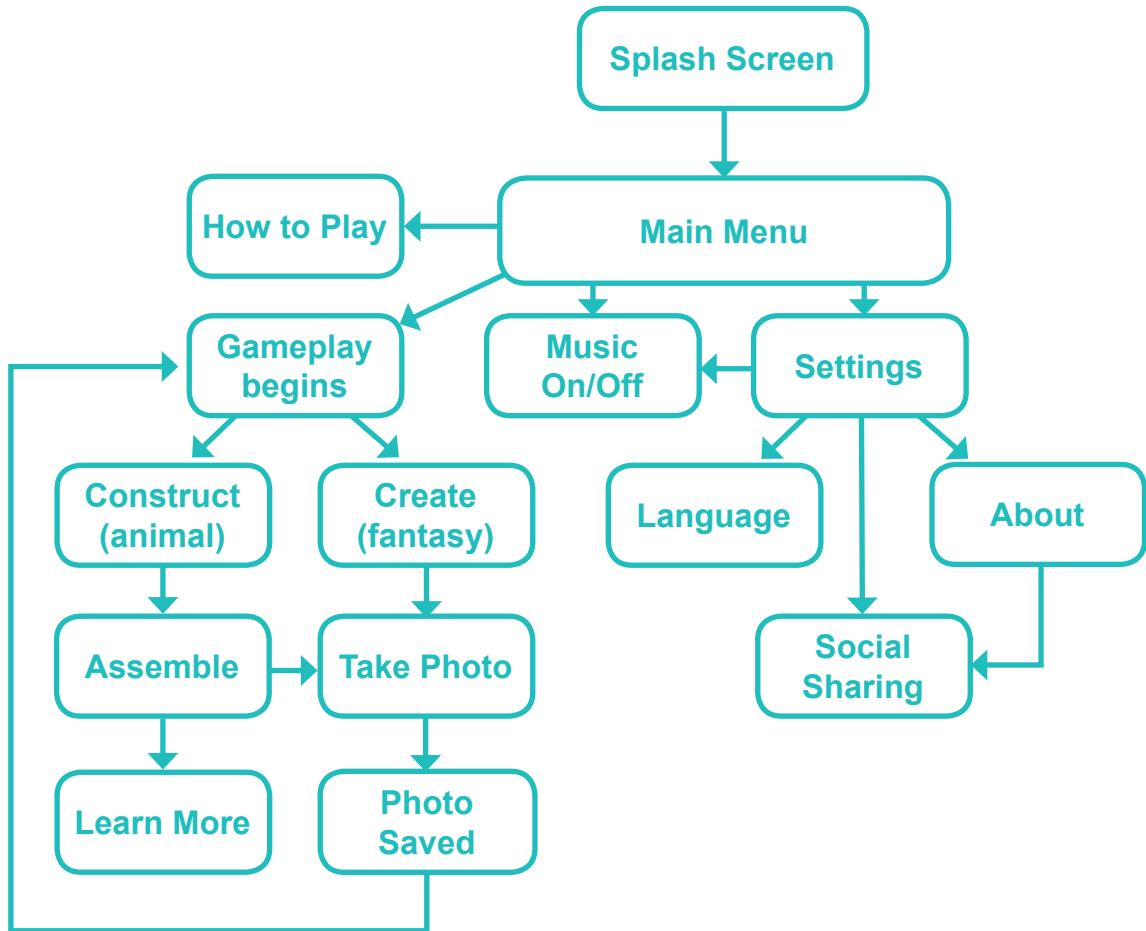 Splash Screen
How to Play
Main Menu
Gameplay
begins
Music
On/Off
Settings
Construct
(animal)
Create
(fantasy)
Language
About
Assemble
Take Photo
Social
Sharing
Learn More
Photo
Saved